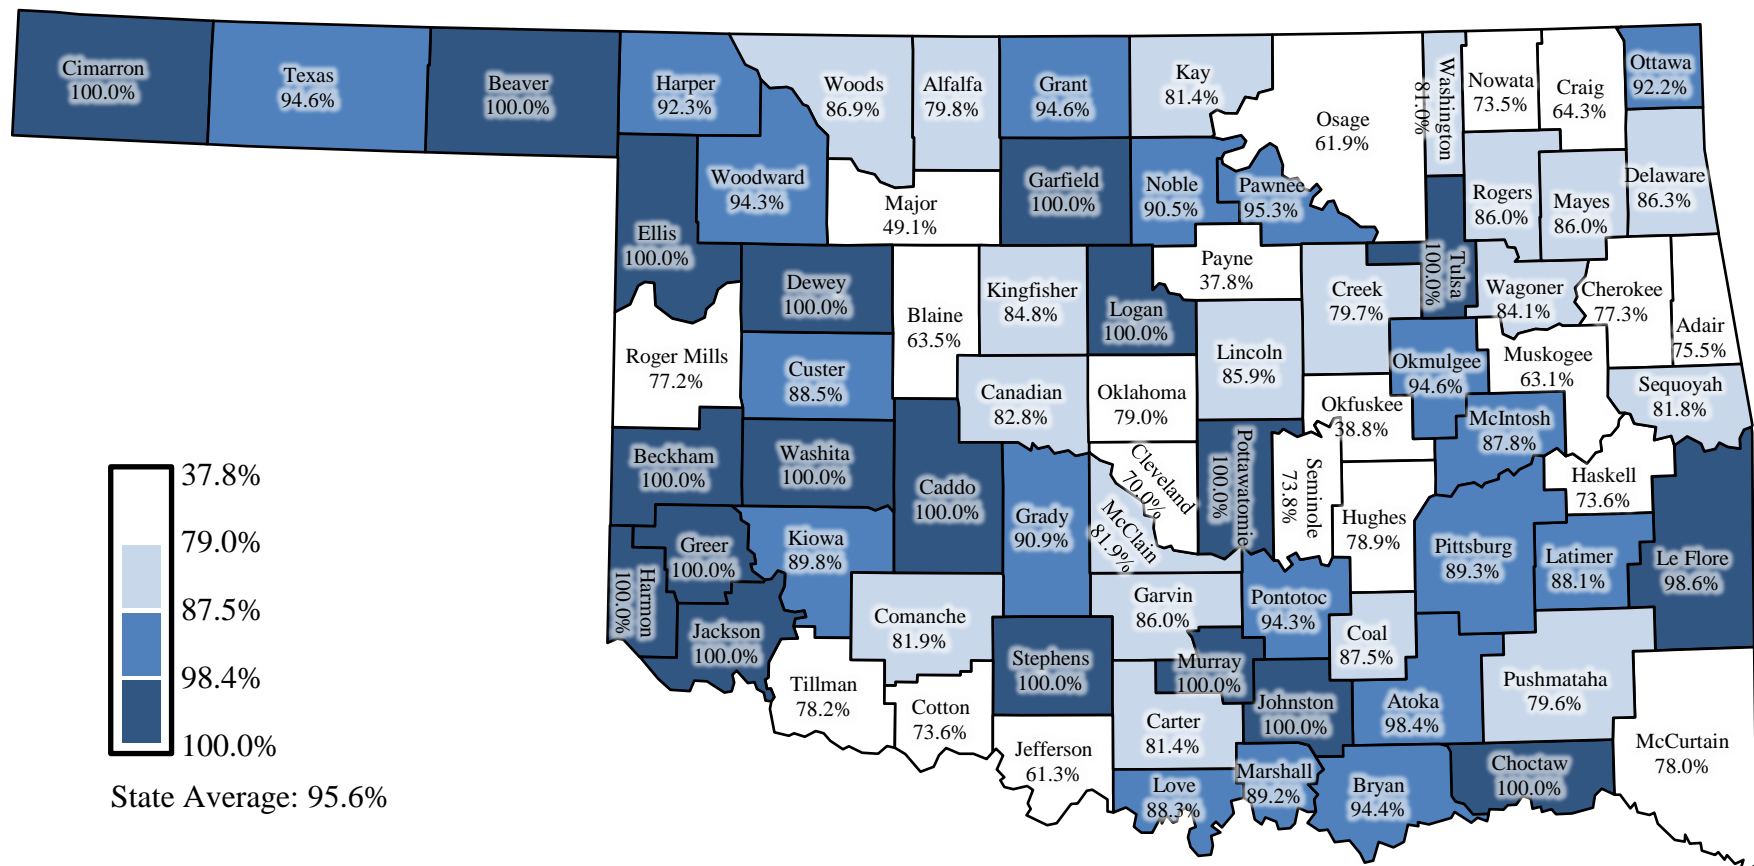 Cimarron
100.0%
Texas
94.6%
Beaver
100.0%
Harper
92.3%
Woods
86.9%
Alfalfa
79.8%
Grant
94.6%
Kay
81.4%
Osage
61.9%
Washington
81.0%
Nowata
73.5%
Craig
64.3%
Ottawa
92.2%
Ellis
100.0%
Woodward
94.3%
Major
49.1%
Garfield
100.0%
Noble
90.5%
Pawnee
95.3%
Rogers
86.0%
Mayes
86.0%
Delaware
86.3%
Dewey
100.0%
Blaine
63.5%
Kingfisher
84.8%
Logan
100.0%
Payne
37.8%
Creek
79.7%
Tulsa
100.0%
Wagoner
84.1%
Cherokee
77.3%
Adair
75.5%
Roger Mills
77.2%
Custer
88.5%
Canadian
82.8%
Oklahoma
79.0%
Lincoln
85.9%
Okmulgee
94.6%
Muskogee
63.1%
Sequoyah
81.8%
Okfuskee
38.8%
McIntosh
87.8%
Beckham
100.0%
Washita
100.0%
Caddo
100.0%
Grady
90.9%
Cleveland
70.0%
McClain
81.9%
Pottawatomie
100.0%
Seminole
73.8%
Hughes
78.9%
Haskell
73.6%
Pittsburg
89.3%
Latimer
88.1%
Le Flore
98.6%
Greer
100.0%
Kiowa
89.8%
Harmon
100.0%
Jackson
100.0%
Comanche
81.9%
Garvin
86.0%
Pontotoc
94.3%
Coal
87.5%
Tillman
78.2%
Cotton
73.6%
Stephens
100.0%
Murray
100.0%
Johnston
100.0%
Atoka
98.4%
Pushmataha
79.6%
McCurtain
78.0%
Jefferson
61.3%
Carter
81.4%
Love
88.3%
Marshall
89.2%
Bryan
94.4%
Choctaw
100.0%
37.8%
79.0%
87.5%
98.4%
100.0%
State Average: 95.6%